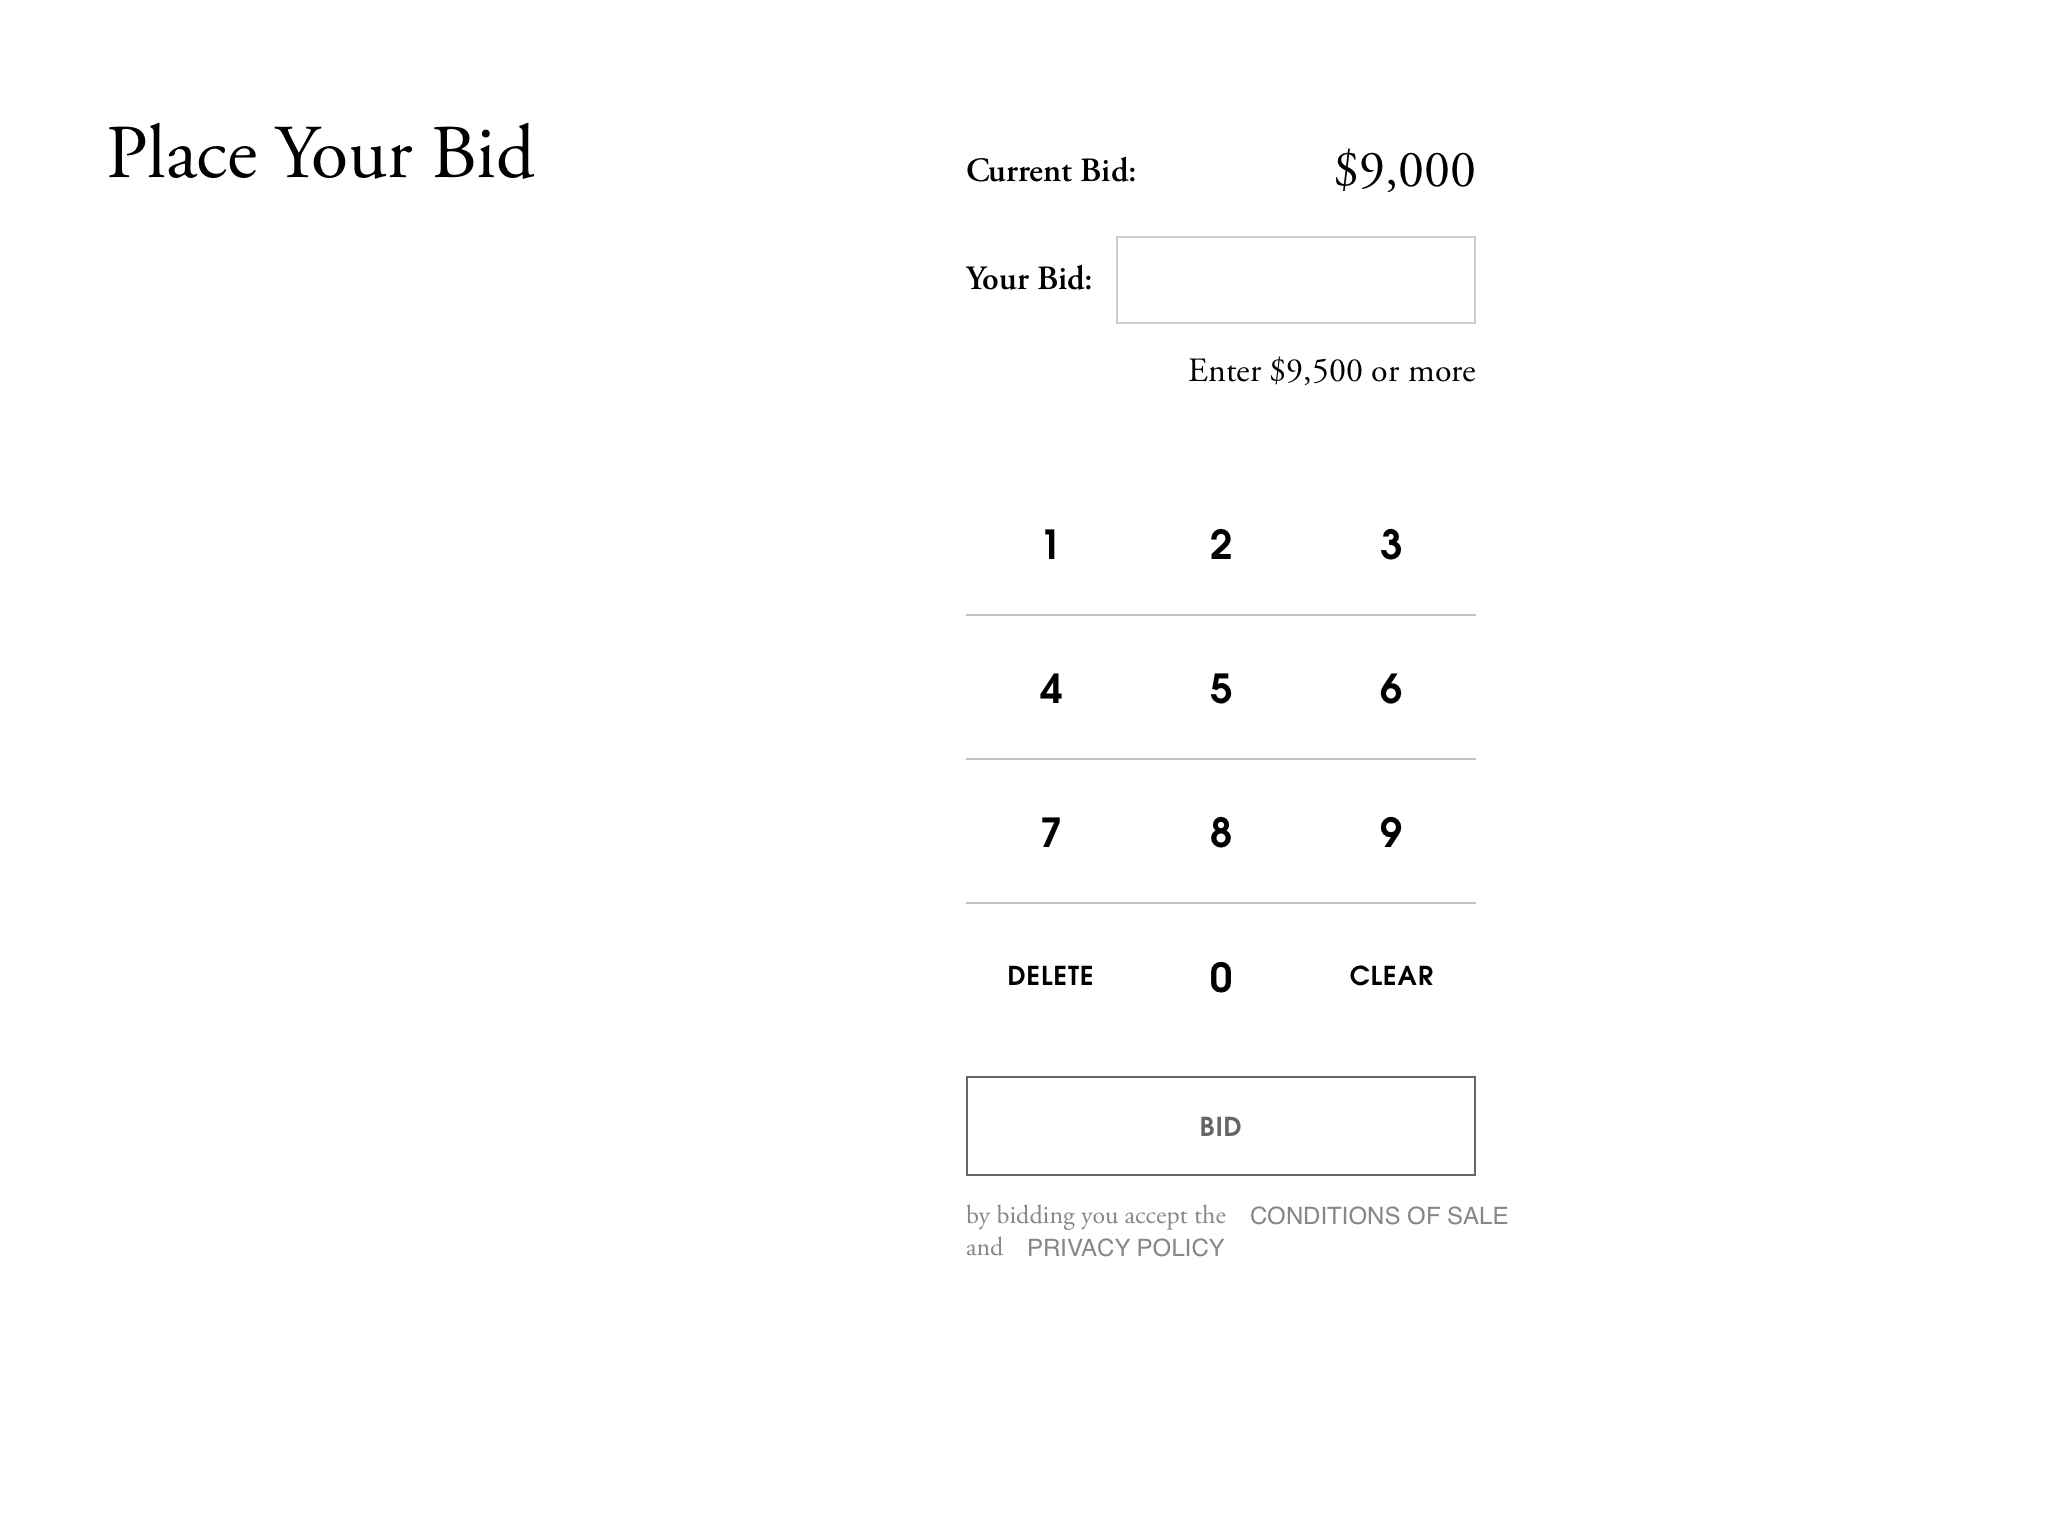 Place Your Bid
Current Bid: $9,000
Your Bid:
Enter $9,500 or more
1 2 3
4 5 6
7 8 9
DELETE 0 CLEAR
BID
by bidding you accept the CONDITIONS OF SALE
and PRIVACY POLICY